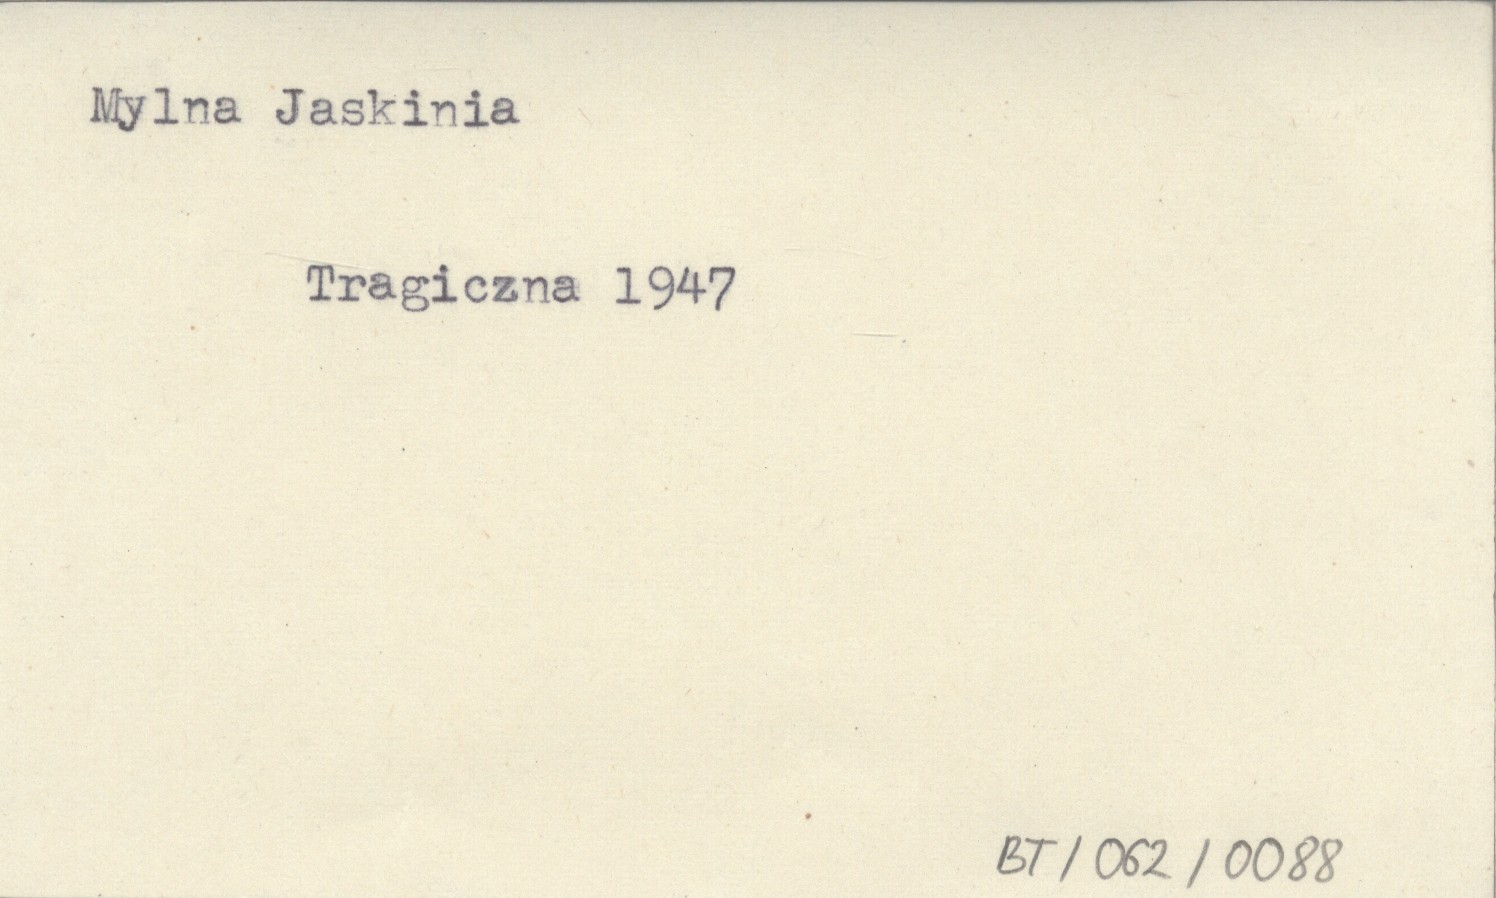 Mylna Jaskinia
Tragiczna 1947
BT/062/0088